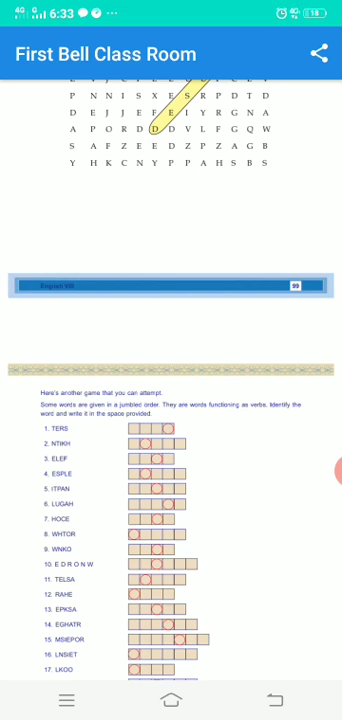 4G 6:33 4G 18
First Bell Class Room
P N N I S X E S R P D T D
D E J J E F E I Y R G N A
A P O R D D D V L F G Q W
S A F Z E E D Z P Z A G B
Y H K C N Y P P A H S B S
English VIII 99
Here's another game that you can attempt.
Some words are given in a jumbled order. They are words functioning as verbs. Identify the
word and write it in the space provided.
1. TERS
2. NTIKH
3. ELEF
4. ESPLE
5. ITPAN
6. LUGAH
7. HOCE
8. WHTOR
9. WNKO
10. E D R O N W
11. TELSA
12. RAHE
13. EPKSA
14. EGHATR
15. MSIEPOR
16. LNSIET
17. LKOO